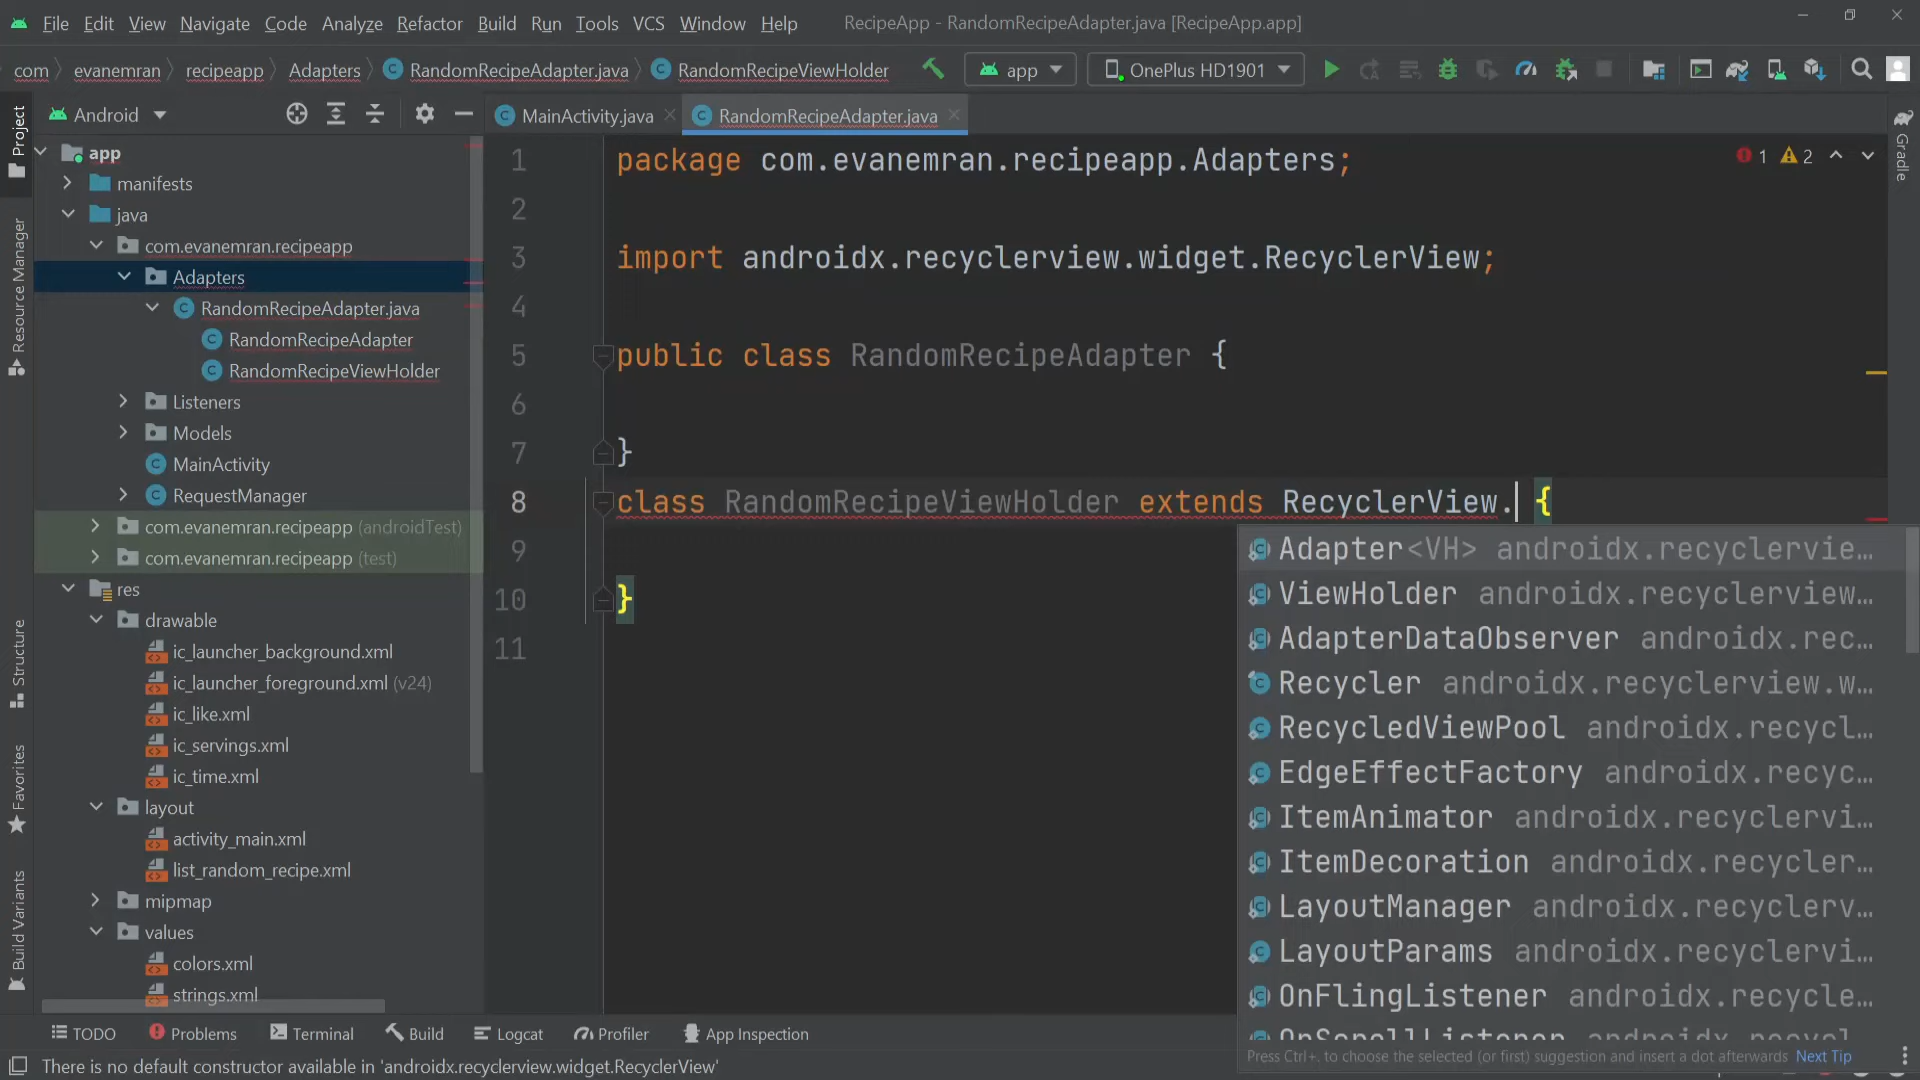 File Edit View Navigate Code Analyze Refactor Build Run Tools VCS Window Help RecipeApp - RandomRecipeAdapter.java [RecipeApp.app]
com evanemran recipeapp Adapters RandomRecipeAdapter.java RandomRecipeViewHolder app OnePlus HD1901
Android
MainActivity.java RandomRecipeAdapter.java
Project
Resource Manager
Structure
Favorites
Build Variants
Gradle
app
manifests
java
com.evanemran.recipeapp
Adapters
RandomRecipeAdapter.java
RandomRecipeAdapter
RandomRecipeViewHolder
Listeners
Models
MainActivity
RequestManager
com.evanemran.recipeapp (androidTest)
com.evanemran.recipeapp (test)
res
drawable
ic_launcher_background.xml
ic_launcher_foreground.xml (v24)
ic_like.xml
ic_servings.xml
ic_time.xml
layout
activity_main.xml
list_random_recipe.xml
mipmap
values
colors.xml
strings.xml
1 package com.evanemran.recipeapp.Adapters;
1 2
2
3 import androidx.recyclerview.widget.RecyclerView;
4
5 public class RandomRecipeAdapter {
6
7 }
8 class RandomRecipeViewHolder extends RecyclerView. {
9
10 }
11
Adapter<VH> androidx.recyclervie...
ViewHolder androidx.recyclerview...
AdapterDataObserver androidx.rec...
Recycler androidx.recyclerview.w...
RecycledViewPool androidx.recycl...
EdgeEffectFactory androidx.recyc...
ItemAnimator androidx.recyclervi...
ItemDecoration androidx.recycler...
LayoutManager androidx.recyclerv...
LayoutParams androidx.recyclervi...
OnFlingListener androidx.recycle...
OnScrollListener androidx.recycl...
Press Ctrl+. to choose the selected (or first) suggestion and insert a dot afterwards Next Tip
TODO Problems Terminal Build Logcat Profiler App Inspection
There is no default constructor available in 'androidx.recyclerview.widget.RecyclerView'